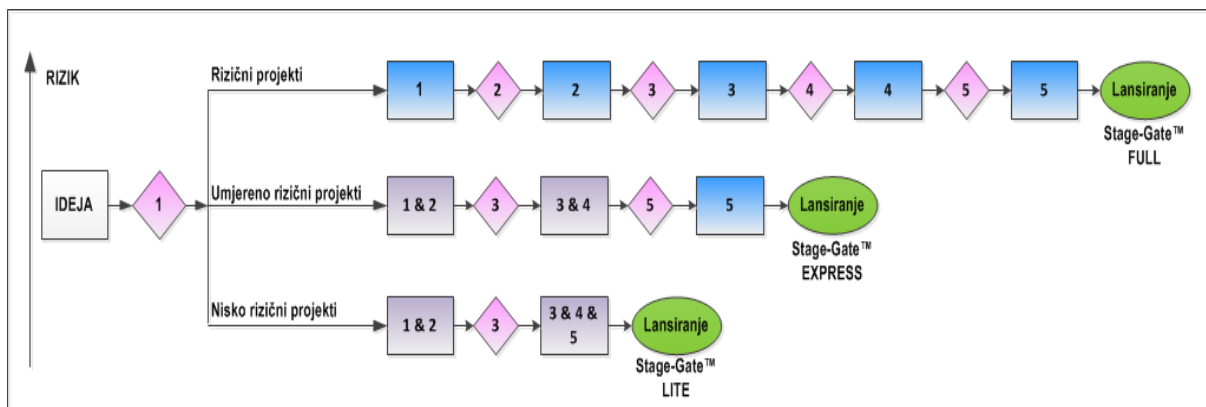 RIZIK
Rizični projekti
1
2
2
3
3
4
4
5
5
Lansiranje
Stage-Gate™
FULL
IDEJA
1
Umjereno rizični projekti
1 & 2
3
3 & 4
5
5
Lansiranje
Stage-Gate™
EXPRESS
Nisko rizični projekti
1 & 2
3
3 & 4 &
5
Lansiranje
Stage-Gate™
LITE